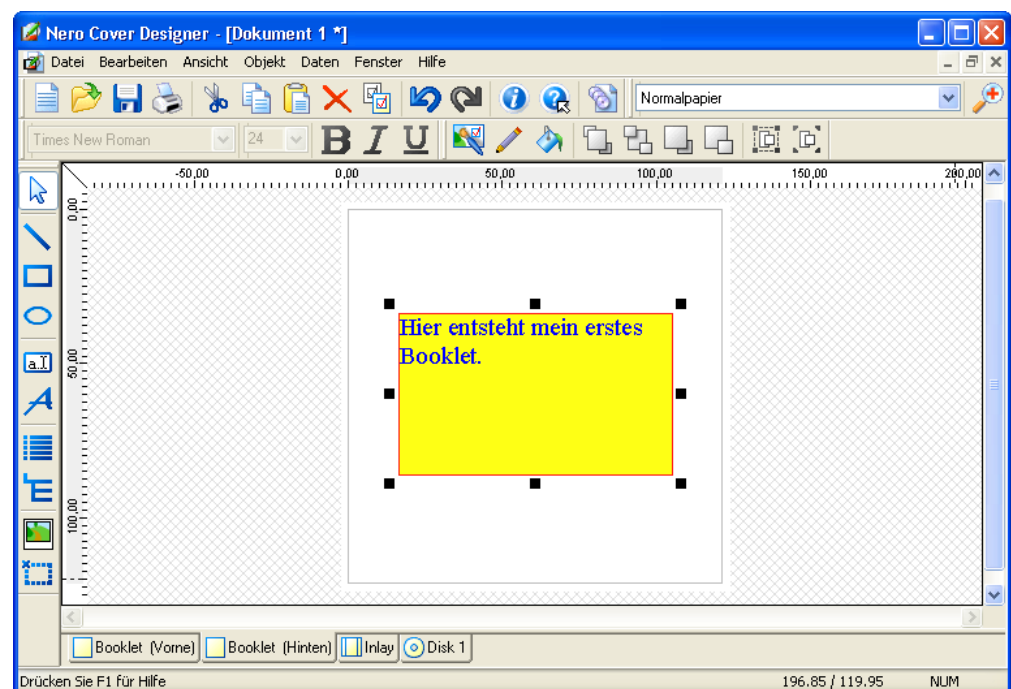 Nero Cover Designer - [Dokument 1 *]
Datei Bearbeiten Ansicht Objekt Daten Fenster Hilfe
Normalpapier
Times New Roman 24 B I U
-50,00 0,00 50,00 100,00 150,00 200,00
0,00
50,00
100,00
a.I
A
E
Hier entsteht mein erstes
Booklet.
Booklet (Vorne) Booklet (Hinten) Inlay Disk 1
Drücken Sie F1 für Hilfe 196.85 / 119.95 NUM